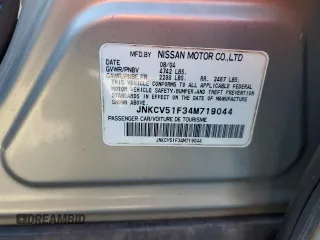 MFD.BY NISSAN MOTOR CO.,LTD
DATE 08/04
GVWR/PNBV 4742 LBS.
GAWR/PNBE FR. 2288 LBS. RR. 2467 LBS.
THIS VEHICLE CONFORMS TO ALL APPLICABLE FEDERAL
MOTOR VEHICLE SAFETY, BUMPER, AND THEFT PREVENTION
STANDARDS IN EFFECT ON THE DATE OF MANUFACTURE
SHOWN ABOVE.
JNKCV51F34M719044
PASSENGER CAR/VOITURE DE TOURISME
JNKCV51F34M719044
© DREAMBID